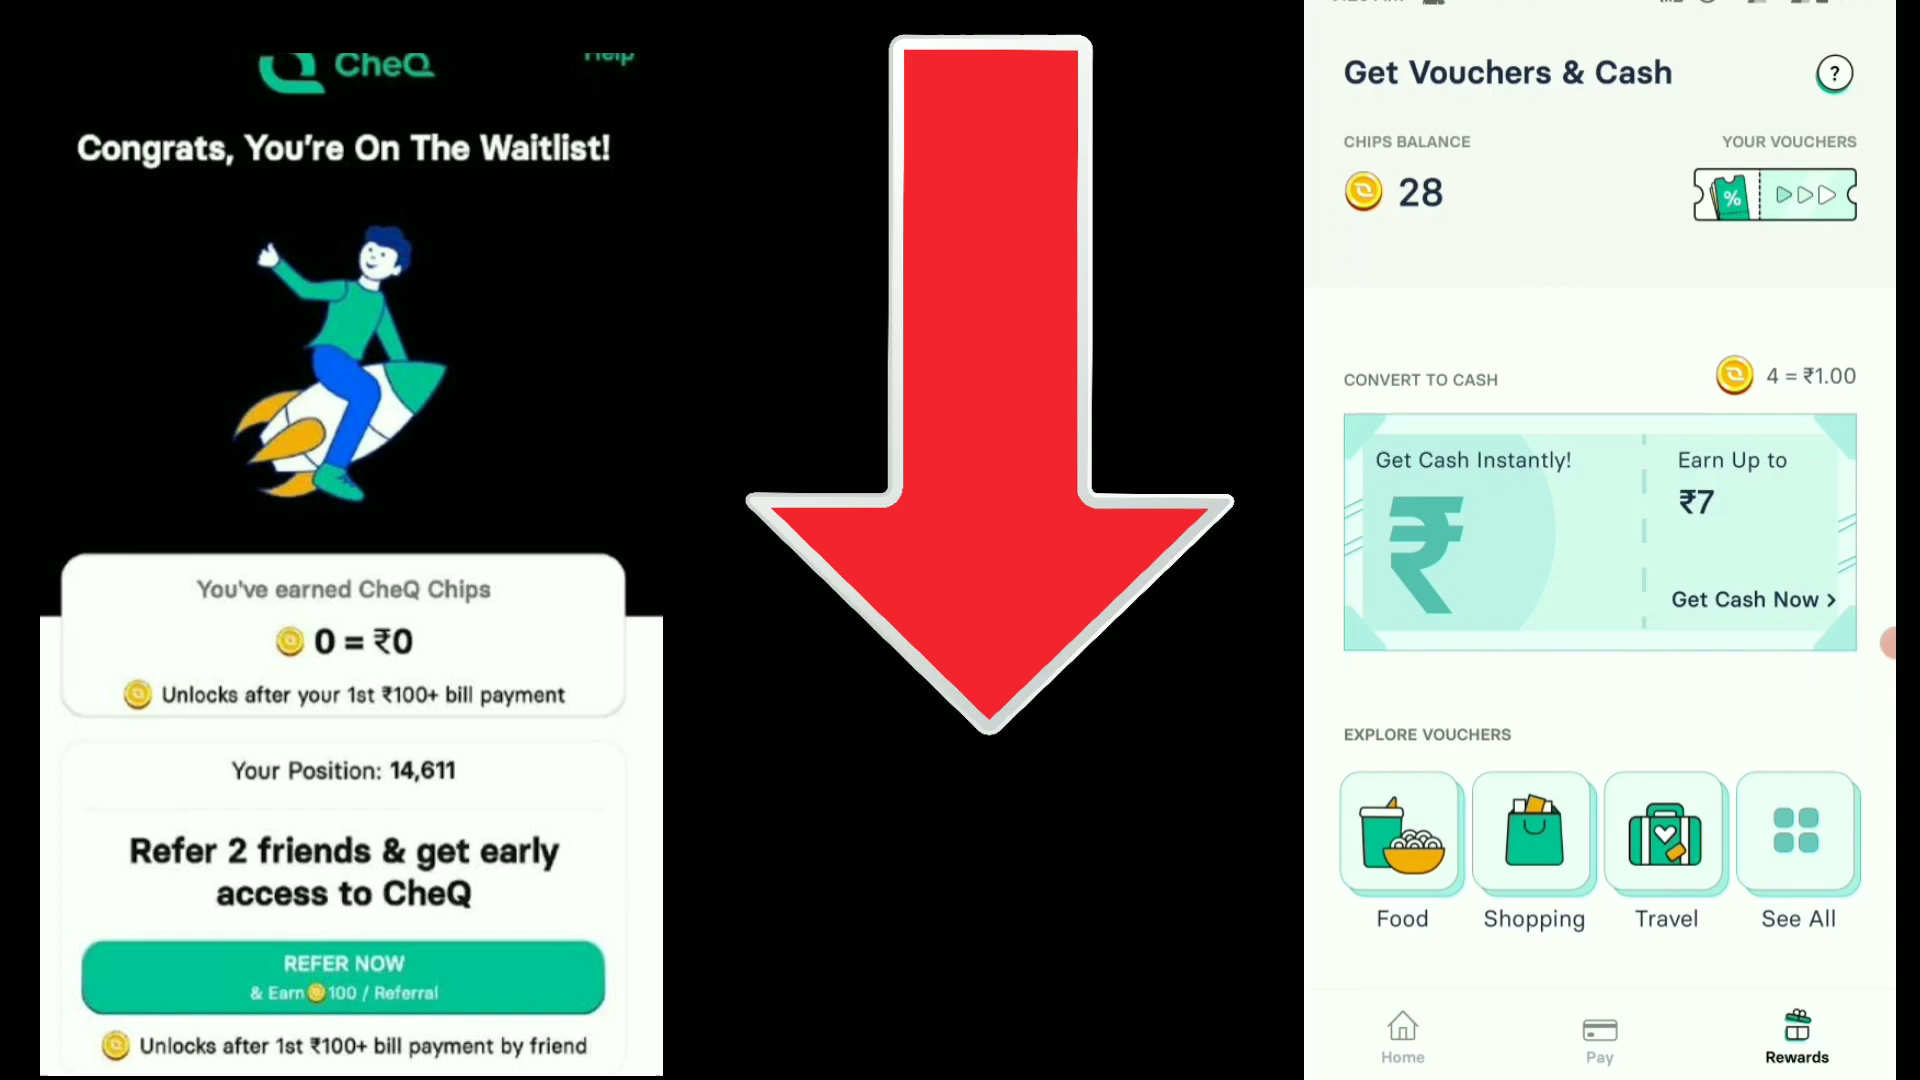 CheQ
Help
Congrats, You're On The Waitlist!
You've earned CheQ Chips
0 = ₹0
Unlocks after your 1st ₹100+ bill payment
Your Position: 14,611
Refer 2 friends & get early
access to CheQ
REFER NOW
& Earn 100 / Referral
Unlocks after 1st ₹100+ bill payment by friend
Get Vouchers & Cash
?
CHIPS BALANCE
YOUR VOUCHERS
28
%
CONVERT TO CASH
4 = ₹1.00
Get Cash Instantly!
Earn Up to
₹7
₹
Get Cash Now >
EXPLORE VOUCHERS
Food
Shopping
Travel
See All
Home
Pay
Rewards